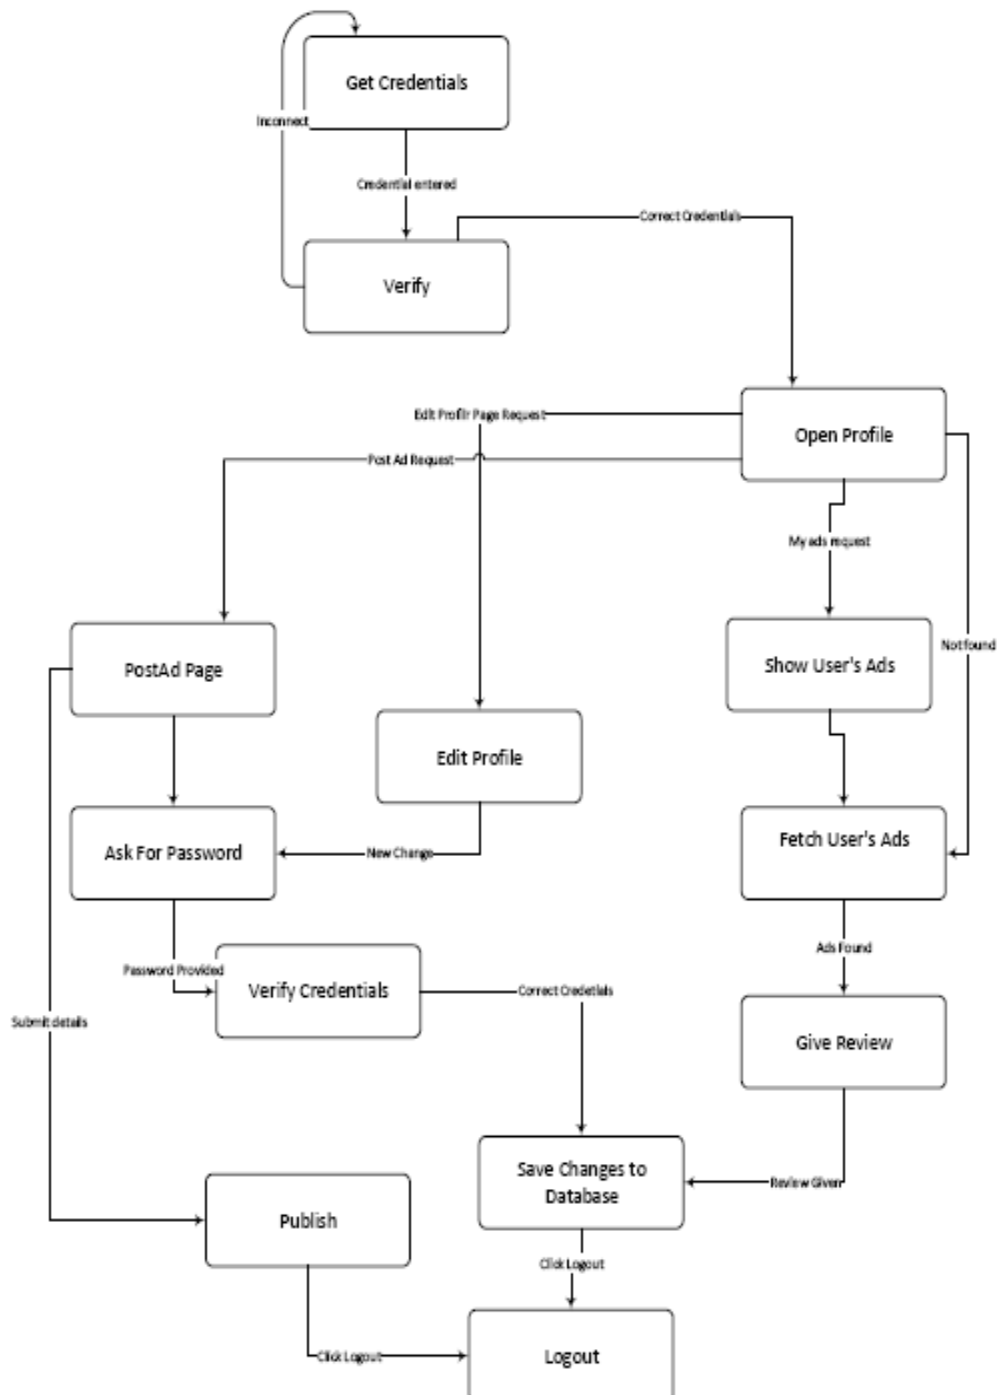 Get Credentials
Inconnect
Credential entered
Correct Credentials
Verify
Edit Profilr Page Request
Open Profile
Post Ad Request
My ads request
Not found
PostAd Page
Show User's Ads
Edit Profile
Ask For Password
New Change
Fetch User's Ads
Ads Found
Password Provided
Verify Credentials
Correct Credetials
Submit details
Give Review
Save Changes to
Database
Review Given
Publish
Click Logout
Click Logout
Logout